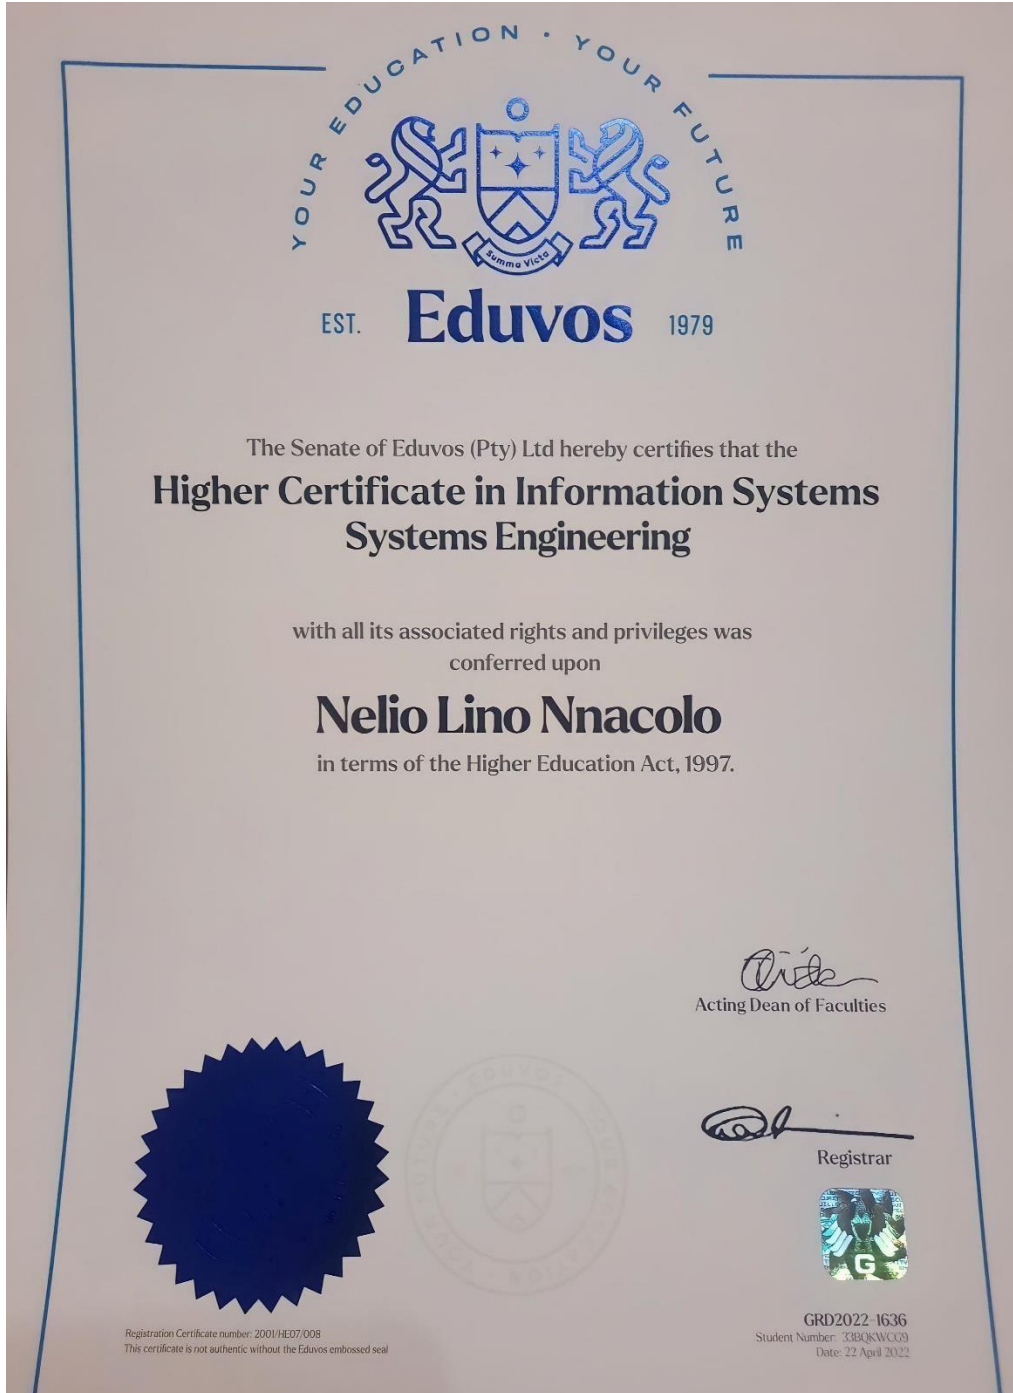 YOUR EDUCATION · YOUR FUTURE
Summa Victa
EST. Eduvos 1979
The Senate of Eduvos (Pty) Ltd hereby certifies that the
Higher Certificate in Information Systems
Systems Engineering
with all its associated rights and privileges was
conferred upon
Nelio Lino Nnacolo
in terms of the Higher Education Act, 1997.
Acting Dean of Faculties
Registrar
G
GRD2022-1636
Student Number: 33BQKWCG9
Date: 22 April 2022
Registration Certificate number: 2001/HE07/008
This certificate is not authentic without the Eduvos embossed seal